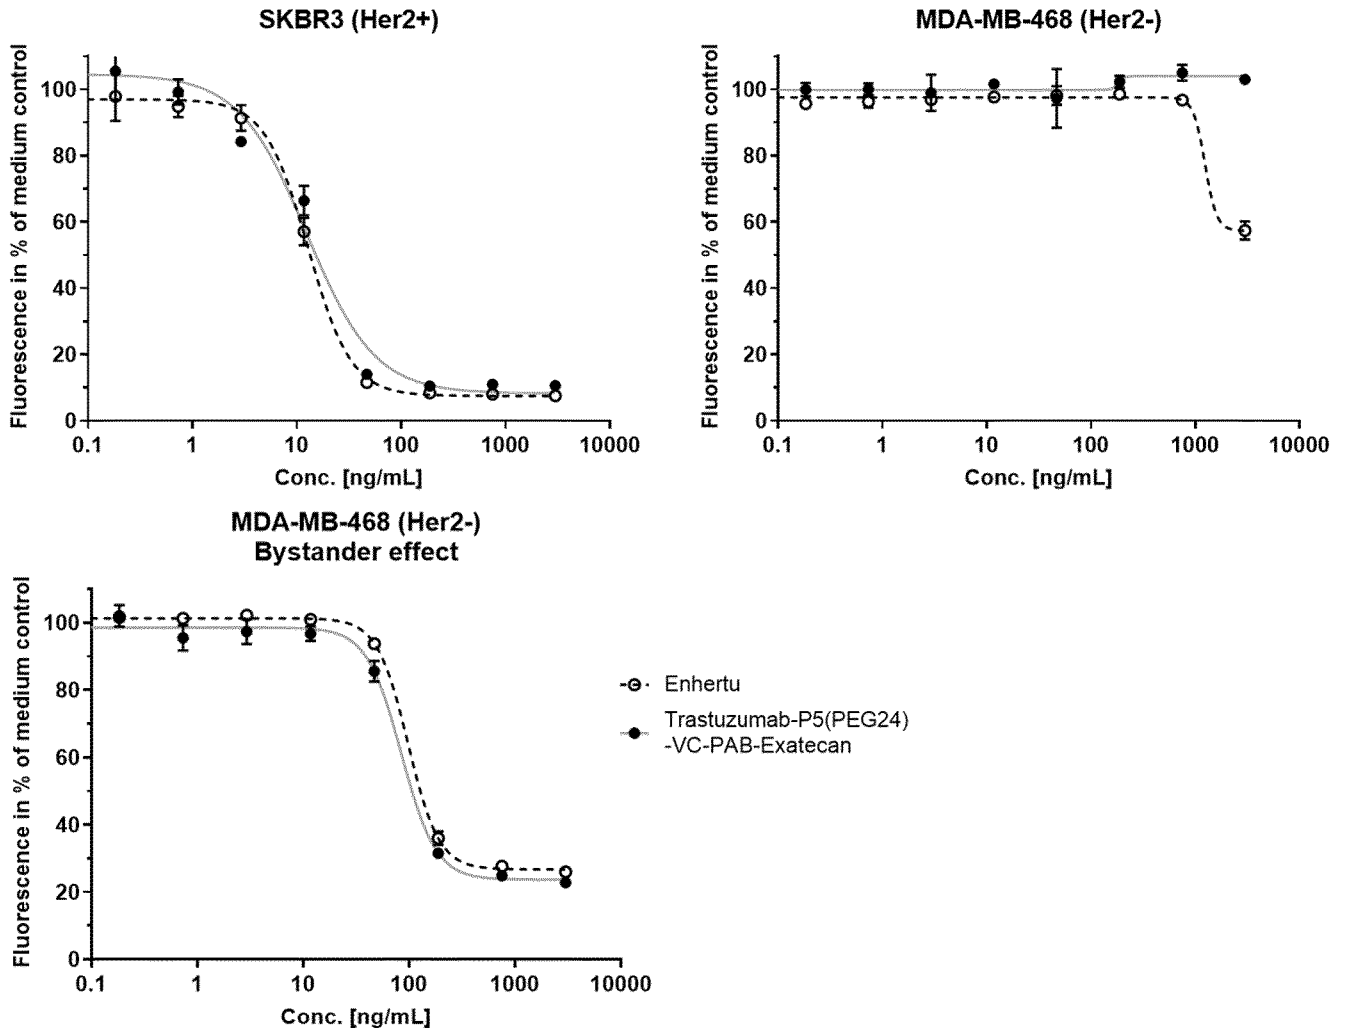 SKBR3 (Her2+)
Fluorescence in % of medium control
100
80
60
40
20
0
0.1 1 10 100 1000 10000
Conc. [ng/mL]
MDA-MB-468 (Her2-)
Fluorescence in % of medium control
100
80
60
40
20
0
0.1 1 10 100 1000 10000
Conc. [ng/mL]
MDA-MB-468 (Her2-)
Bystander effect
Fluorescence in % of medium control
100
80
60
40
20
0
0.1 1 10 100 1000 10000
Conc. [ng/mL]
Enhertu
Trastuzumab-P5(PEG24)
-VC-PAB-Exatecan